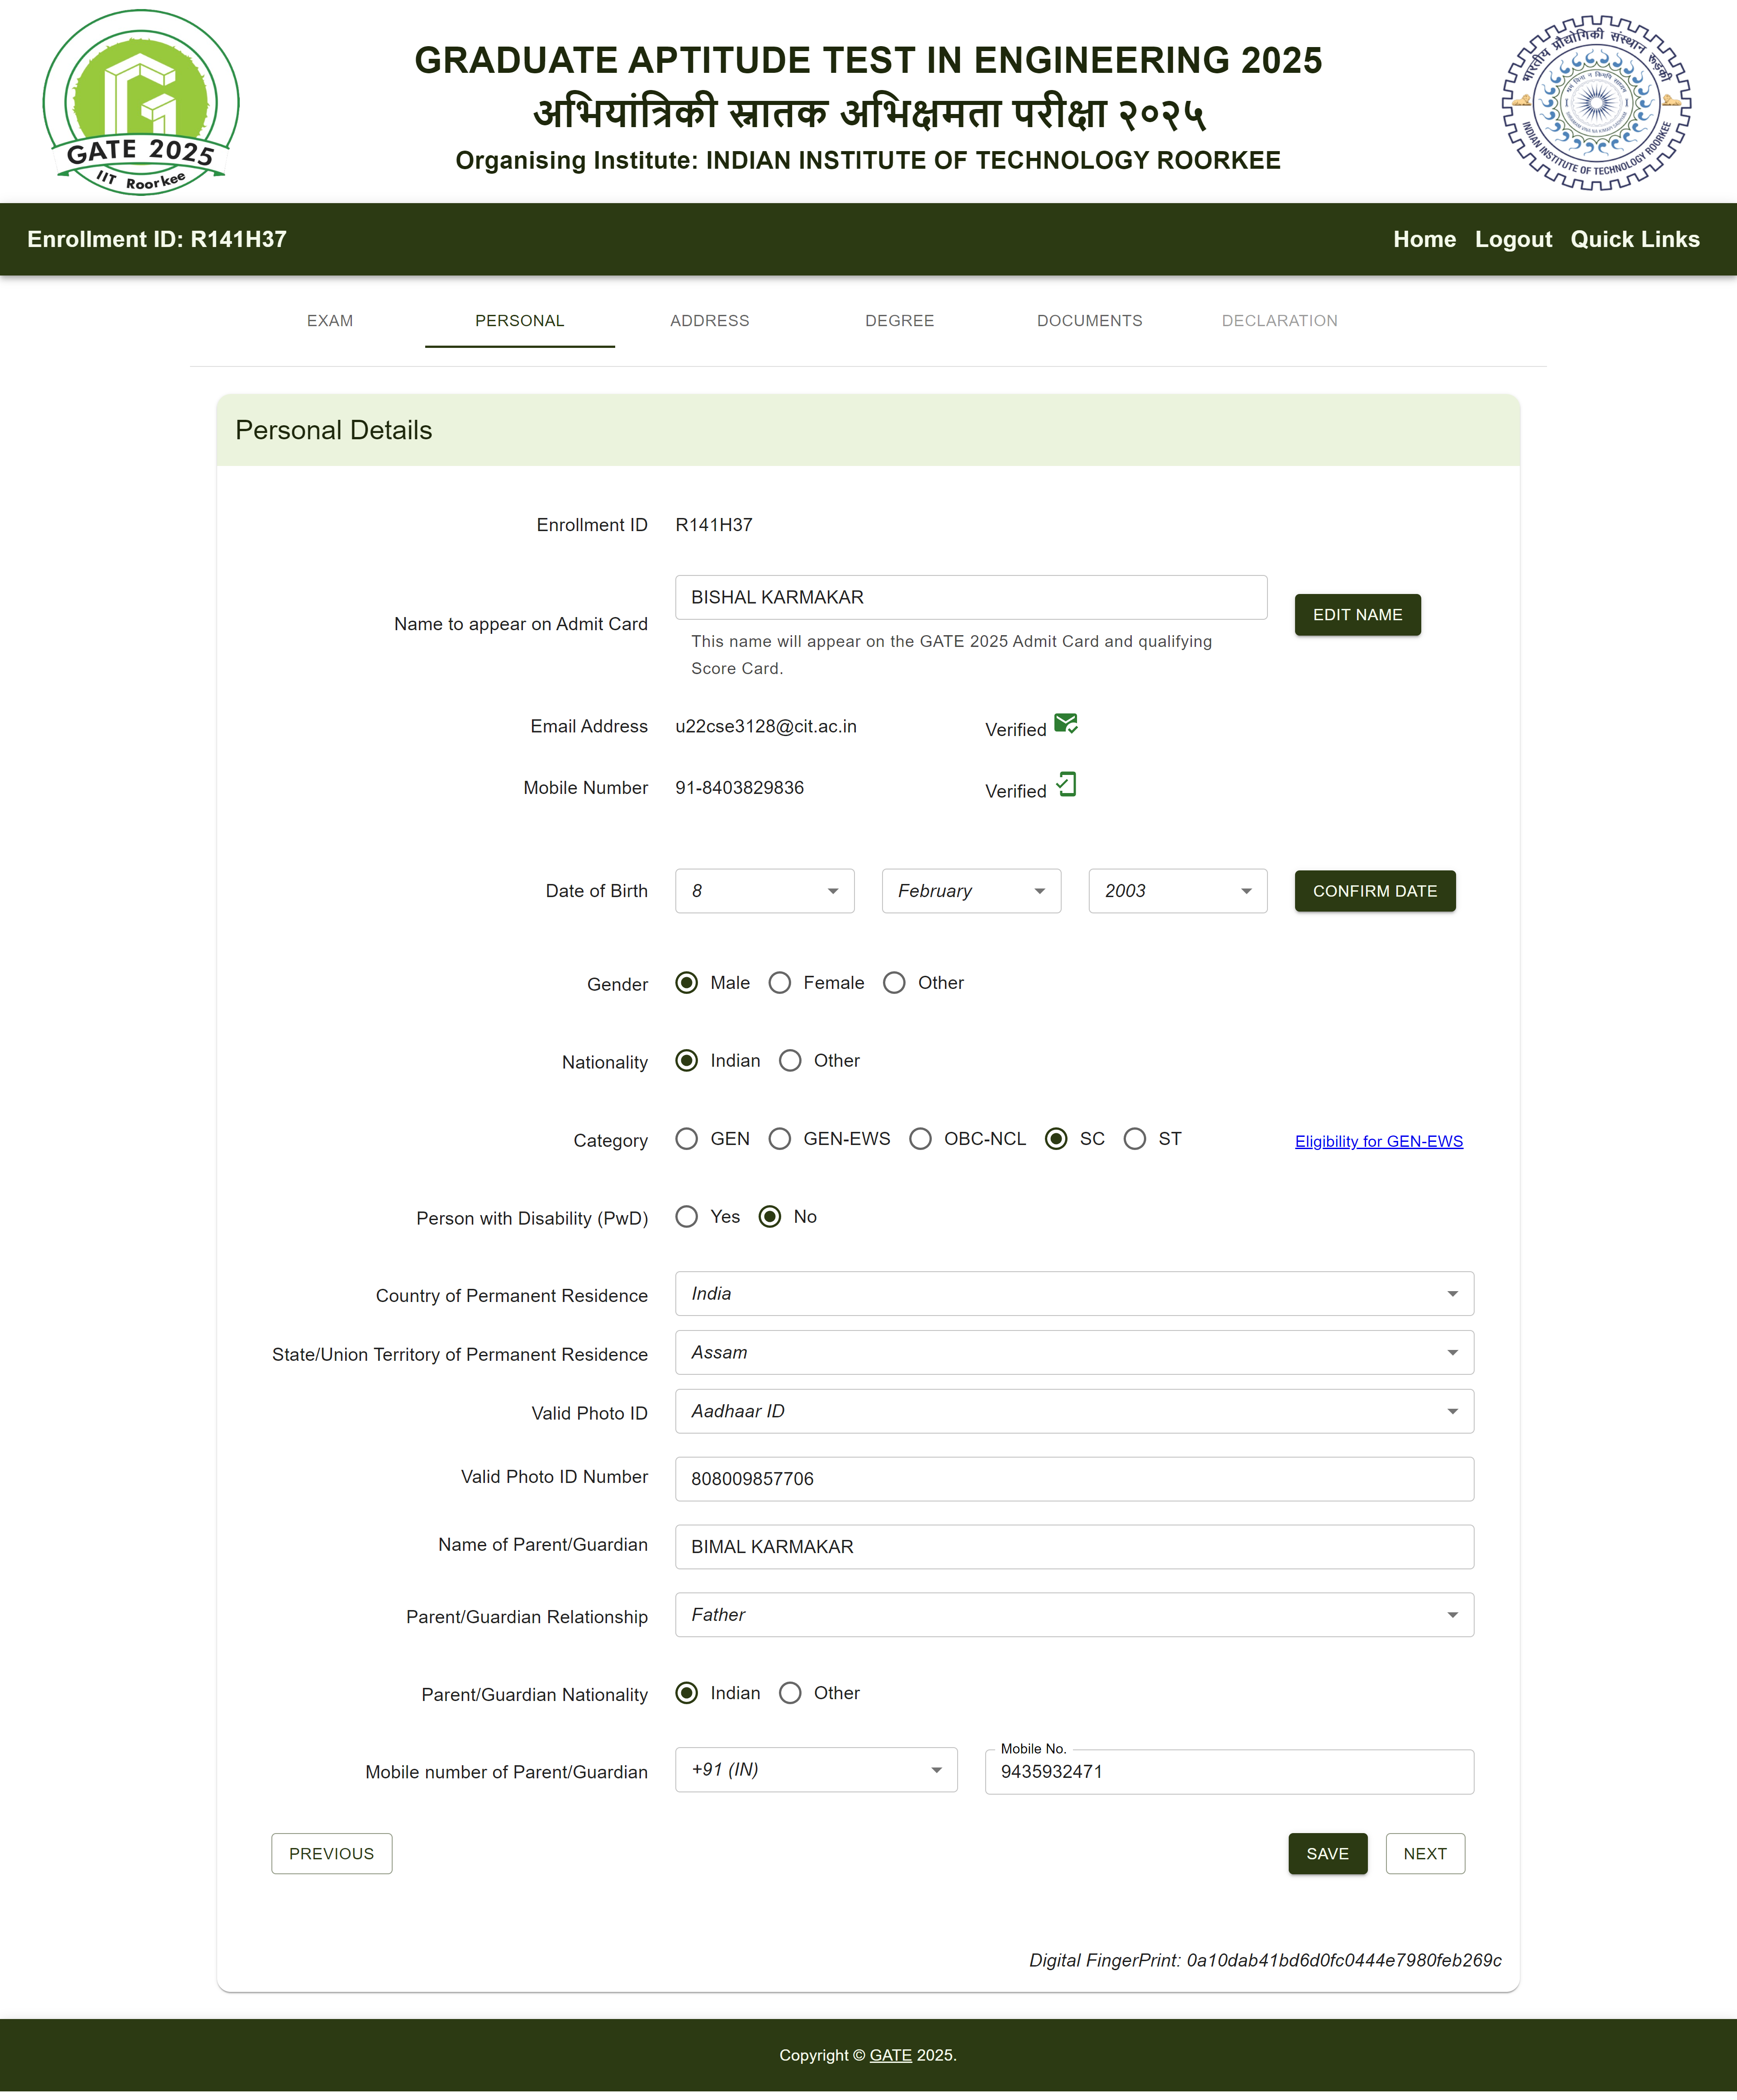 GATE 2025
IIT Roorkee
GRADUATE APTITUDE TEST IN ENGINEERING 2025
अभियांत्रिकी स्नातक अभिक्षमता परीक्षा २०२५
Organising Institute: INDIAN INSTITUTE OF TECHNOLOGY ROORKEE
भारतीय प्रौद्योगिकी संस्थान रुड़की
INDIAN INSTITUTE OF TECHNOLOGY ROORKEE
Enrollment ID: R141H37
Home Logout Quick Links
EXAM PERSONAL ADDRESS DEGREE DOCUMENTS DECLARATION
Personal Details
Enrollment ID R141H37
Name to appear on Admit Card BISHAL KARMAKAR EDIT NAME
This name will appear on the GATE 2025 Admit Card and qualifying
Score Card.
Email Address u22cse3128@cit.ac.in Verified
Mobile Number 91-8403829836 Verified
Date of Birth 8 February 2003 CONFIRM DATE
Gender Male Female Other
Nationality Indian Other
Category GEN GEN-EWS OBC-NCL SC ST Eligibility for GEN-EWS
Person with Disability (PwD) Yes No
Country of Permanent Residence India
State/Union Territory of Permanent Residence Assam
Valid Photo ID Aadhaar ID
Valid Photo ID Number 808009857706
Name of Parent/Guardian BIMAL KARMAKAR
Parent/Guardian Relationship Father
Parent/Guardian Nationality Indian Other
Mobile number of Parent/Guardian +91 (IN) Mobile No. 9435932471
PREVIOUS SAVE NEXT
Digital FingerPrint: 0a10dab41bd6d0fc0444e7980feb269c
Copyright © GATE 2025.